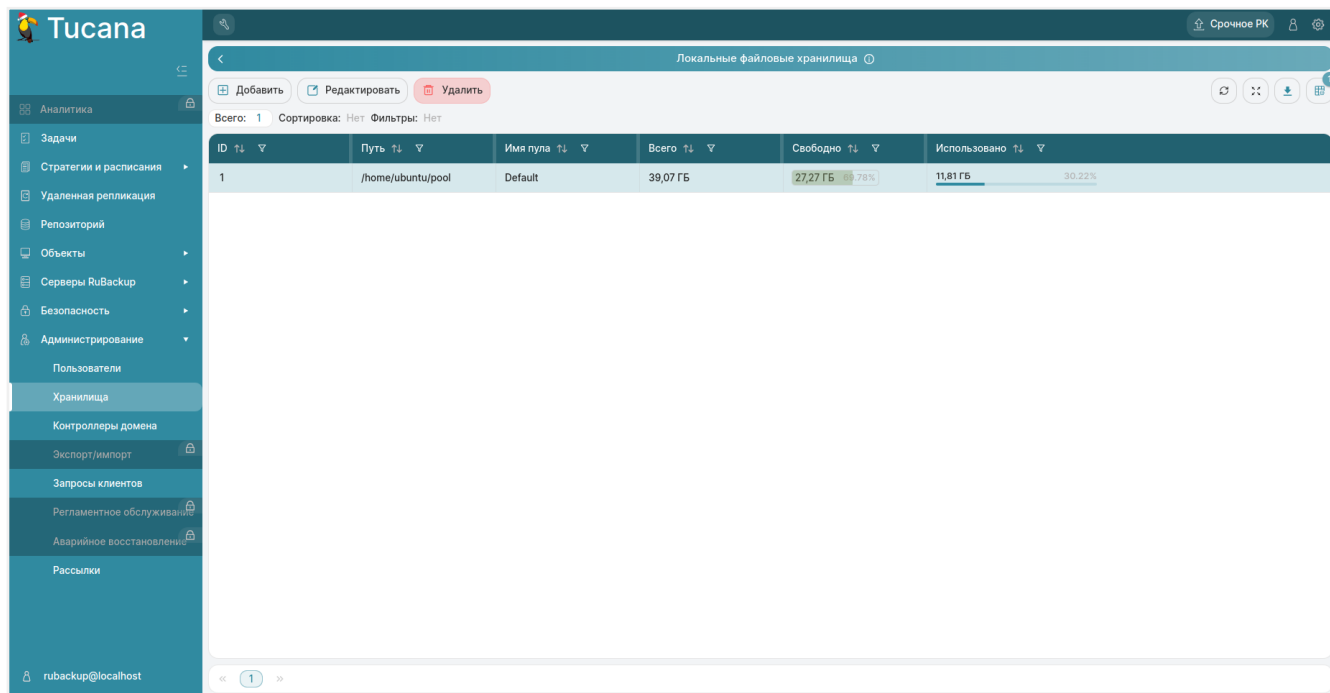 Tucana
Срочное РК
Локальные файловые хранилища
Добавить Редактировать Удалить
Всего: 1 Сортировка: Нет Фильтры: Нет
ID Путь Имя пула Всего Свободно Использовано
1 /home/ubuntu/pool Default 39,07 ГБ 27,27 ГБ 69.78% 11,81 ГБ 30.22%
Аналитика
Задачи
Стратегии и расписания
Удаленная репликация
Репозиторий
Объекты
Серверы RuBackup
Безопасность
Администрирование
Пользователи
Хранилища
Контроллеры домена
Экспорт/импорт
Запросы клиентов
Регламентное обслуживание
Аварийное восстановление
Рассылки
rubackup@localhost
« 1 »